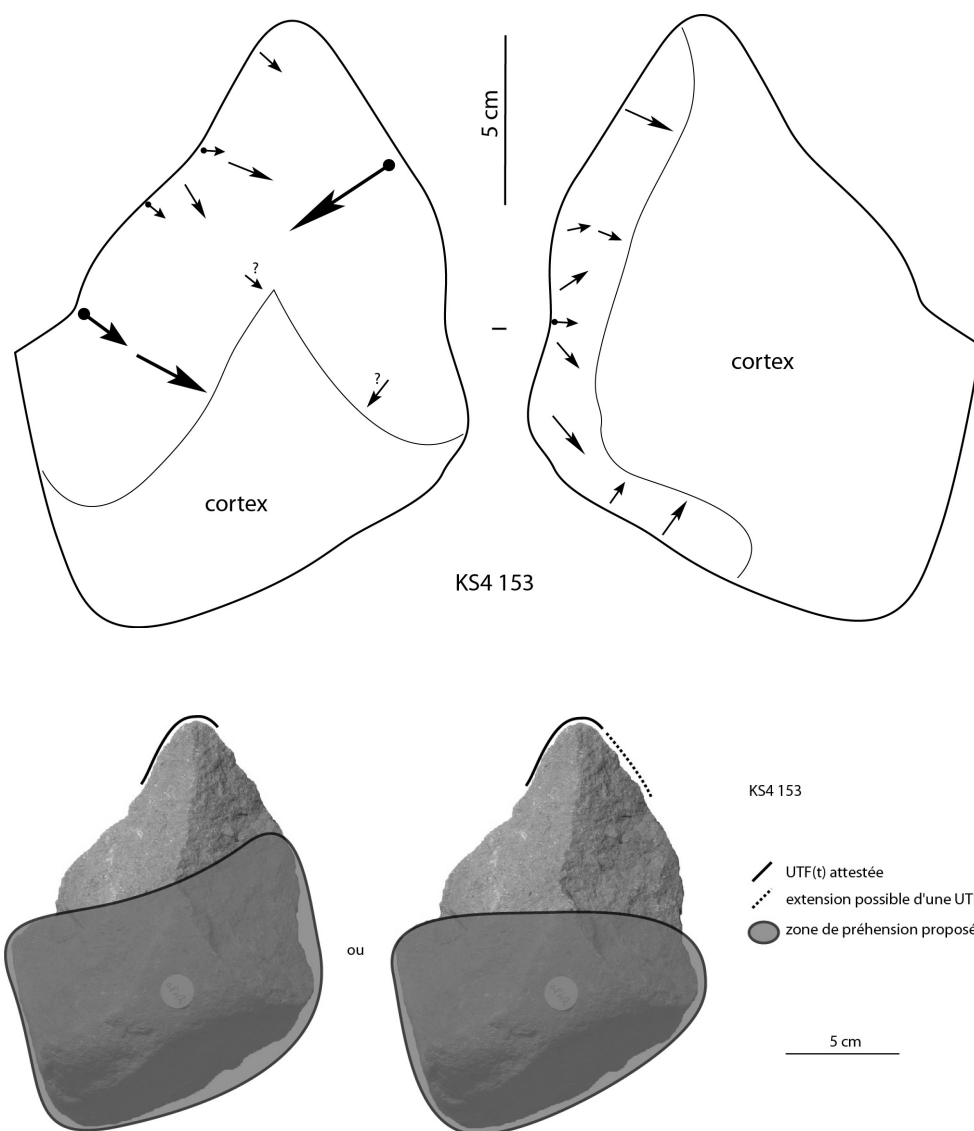 5 cm
?
?
cortex
cortex
KS4 153
KS4 153
UTF(t) attestée
extension possible d'une UT
zone de préhension proposé
ou
5 cm